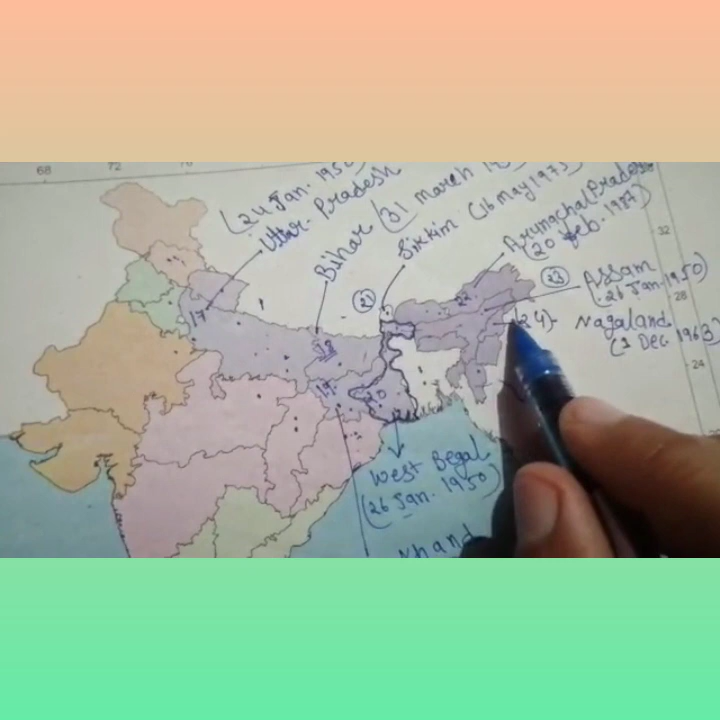 68
72
(24 Jan. 1950)
Uttar Pradesh
Bihar (31 March
Sikkim (16 May 1975)
Arunachal Pradesh
(20 Feb. 1987)
32
Assam
(26 Jan. 1950)
28
Nagaland
(1 Dec 1963)
24
17
18
19
20
21
22
23
24
West Begal
(26 Jan. 1950)
khand